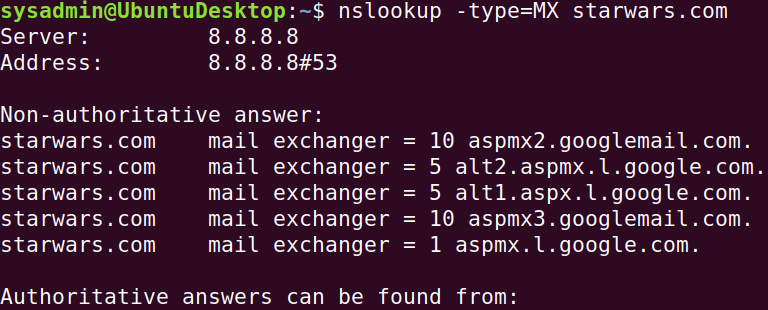 sysadmin@UbuntuDesktop:~$ nslookup -type=MX starwars.com
Server: 8.8.8.8
Address: 8.8.8.8#53
Non-authoritative answer:
starwars.com mail exchanger = 10 aspmx2.googlemail.com.
starwars.com mail exchanger = 5 alt2.aspmx.l.google.com.
starwars.com mail exchanger = 5 alt1.aspx.l.google.com.
starwars.com mail exchanger = 10 aspmx3.googlemail.com.
starwars.com mail exchanger = 1 aspmx.l.google.com.
Authoritative answers can be found from: